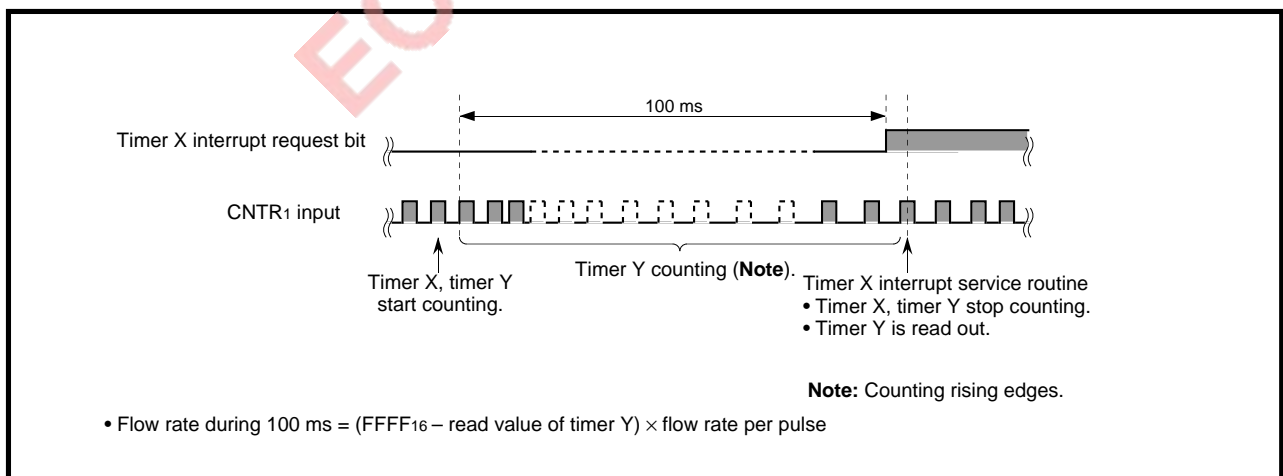 EO
100 ms
Timer X interrupt request bit
CNTR1 input
Timer X, timer Y
start counting.
Timer Y counting (Note).
Timer X interrupt service routine
• Timer X, timer Y stop counting.
• Timer Y is read out.
Note: Counting rising edges.
• Flow rate during 100 ms = (FFFF16 – read value of timer Y) × flow rate per pulse